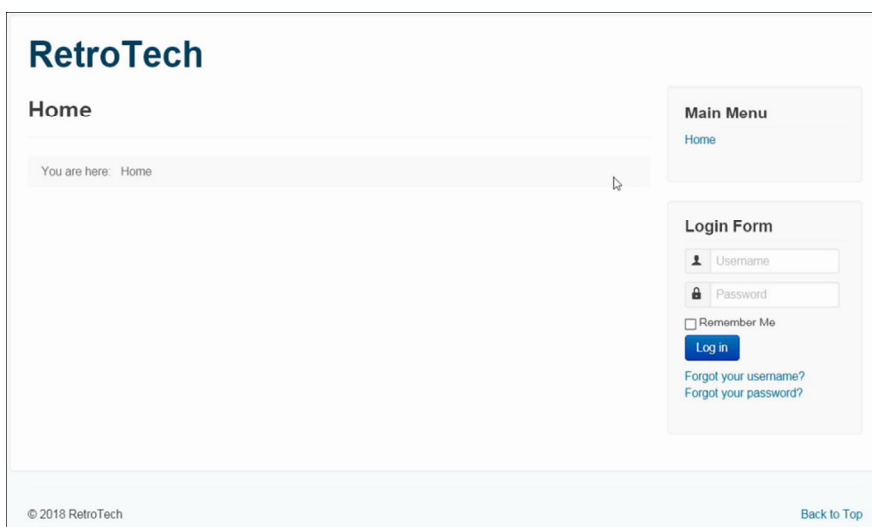 RetroTech
Home
You are here: Home
Main Menu
Home
Login Form
Username
Password
Remember Me
Log in
Forgot your username?
Forgot your password?
© 2018 RetroTech
Back to Top